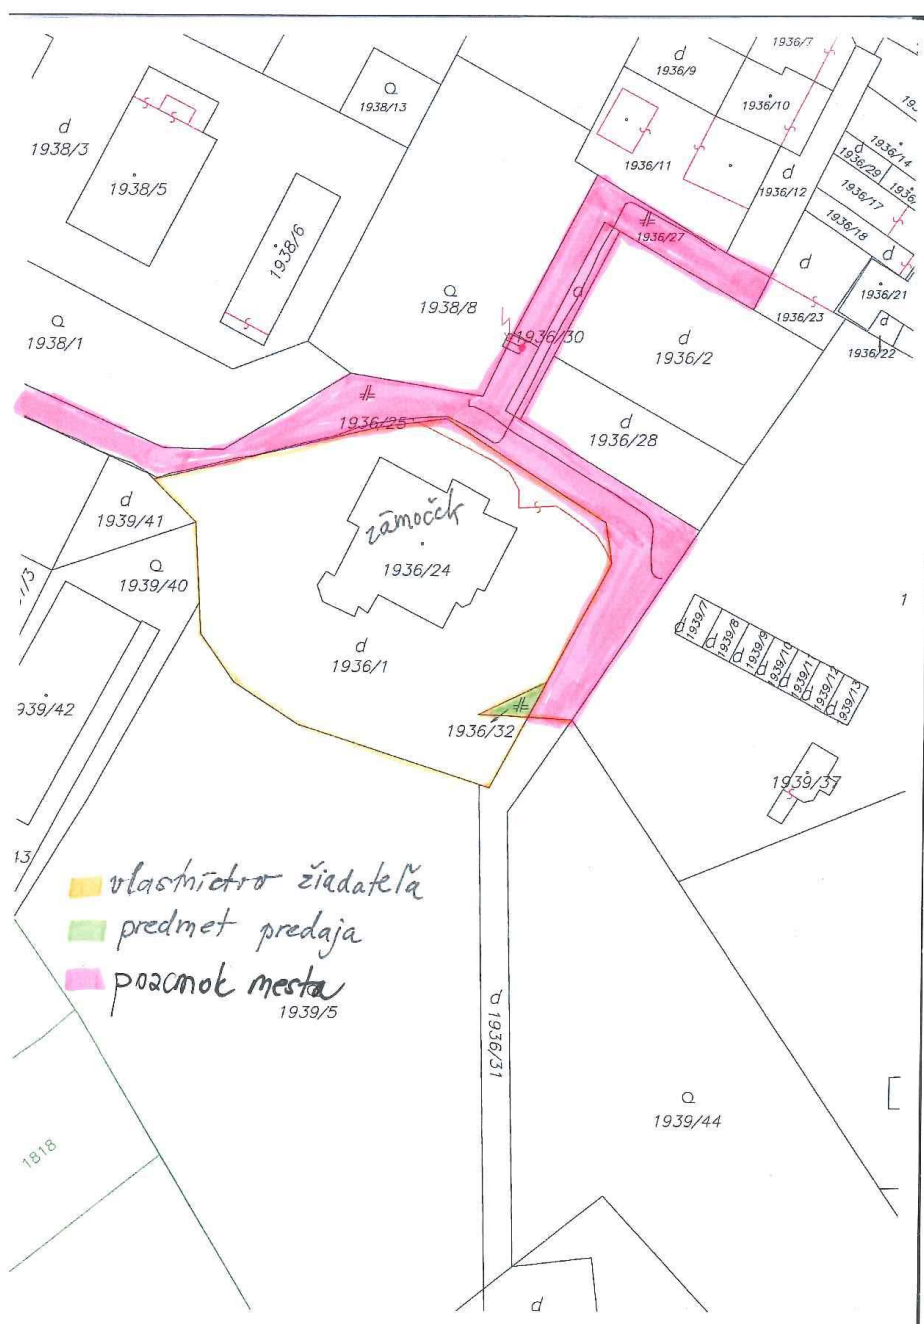 1936/7
d
1936/9
Q
1938/13
1936/10
d
1938/3
1936/14
d
1936/29
1938/5
1936/11
d
1936/12
1936/17
1936/18
1938/6
1936/27
d
d
1936/21
Q
1938/8
d
1936/23
d
1936/22
Q
1938/1
1936/30
d
1936/2
1936/25
d
1936/28
d
1939/41
zámoček
1936/24
Q
1939/40
d
1936/1
d 1939/7
d 1939/8
d 1939/9
d 1939/10
d 1939/1
d 1939/12
d 1939/13
1
939/42
1936/32
1939/37
13
vlastníctvo žiadateľa
predmet predaja
pozemok mesta
1939/5
d 1936/31
Q
1939/44
1818
d